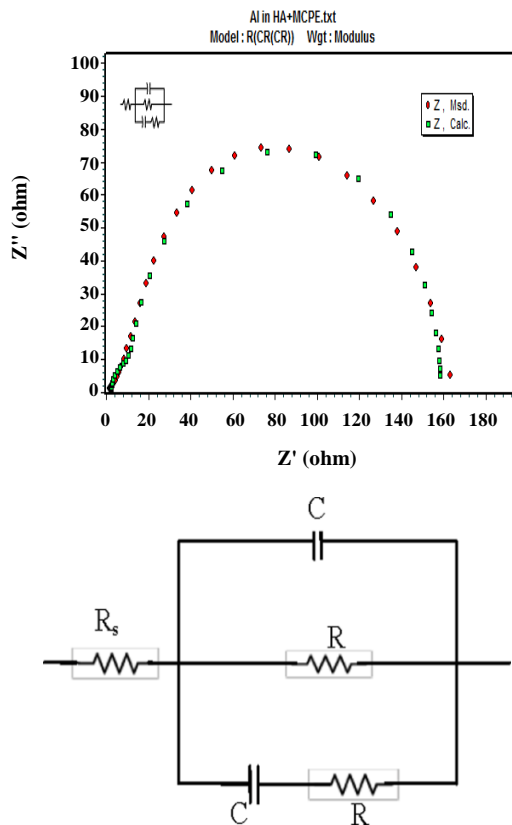 Al in HA+MCPE.txt
Model : R(CR(CR)) Wgt : Modulus
Z , Msd.
Z , Calc.
100
90
80
70
60
50
40
30
20
10
0
Z'' (ohm)
0 20 40 60 80 100 120 140 160 180
Z' (ohm)
C
Rs
R
C
R